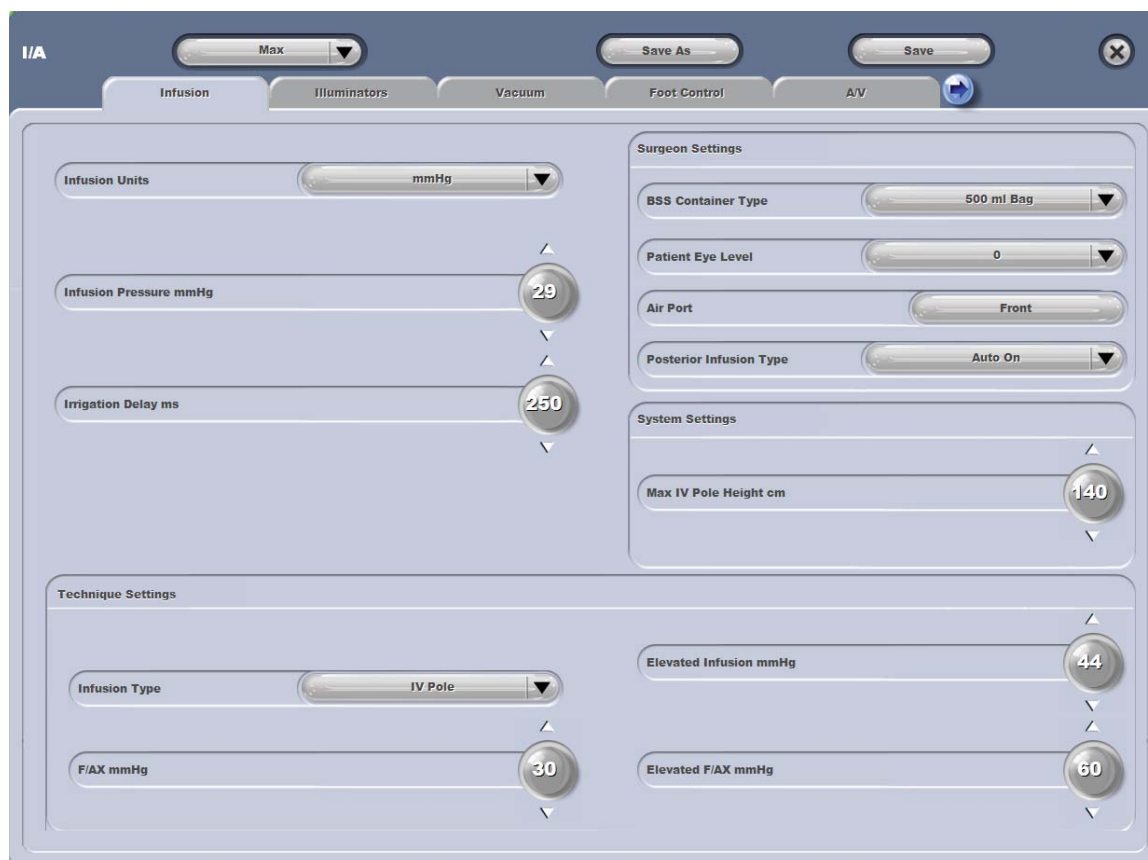 I/A
Max
Save As
Save
Infusion
Illuminators
Vacuum
Foot Control
A/V
Infusion Units
mmHg
Infusion Pressure mmHg
29
Irrigation Delay ms
250
Surgeon Settings
BSS Container Type
500 ml Bag
Patient Eye Level
0
Air Port
Front
Posterior Infusion Type
Auto On
System Settings
Max IV Pole Height cm
140
Technique Settings
Infusion Type
IV Pole
F/AX mmHg
30
Elevated Infusion mmHg
44
Elevated F/AX mmHg
60